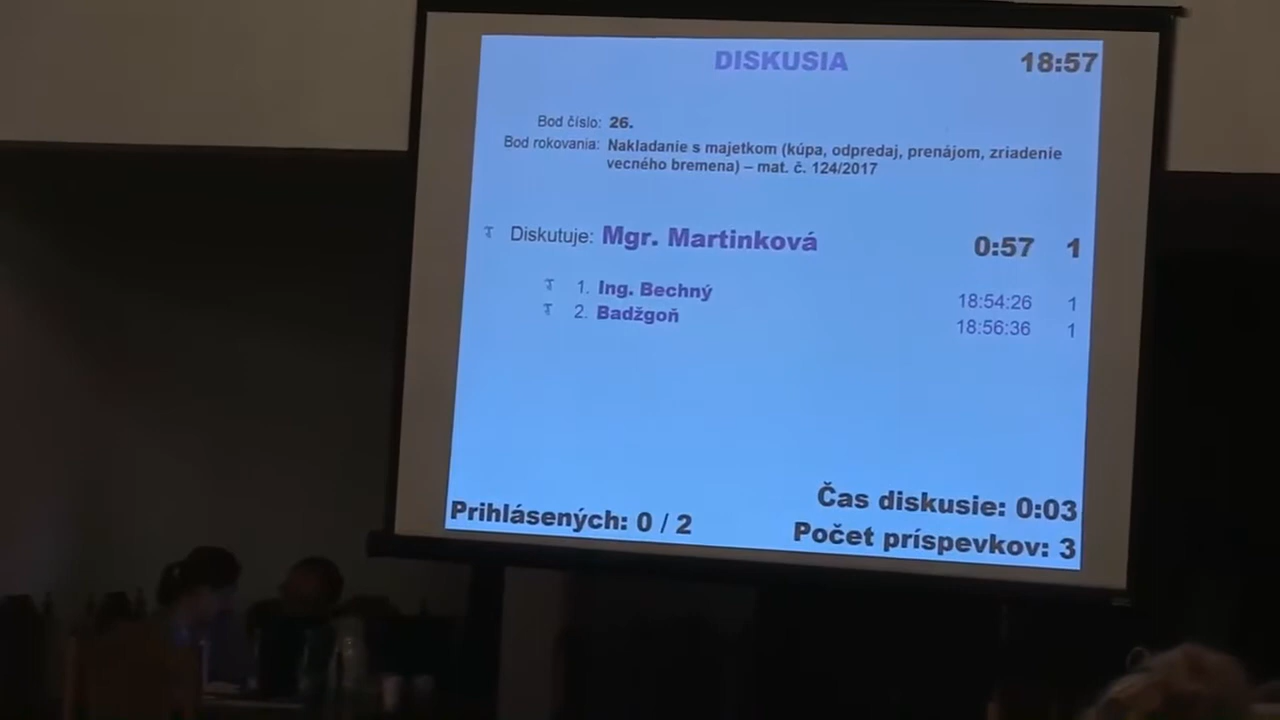 DISKUSIA 18:57
Bod číslo: 26.
Bod rokovania: Nakladanie s majetkom (kúpa, odpredaj, prenájom, zriadenie
vecného bremena) – mat. č. 124/2017
Diskutuje: Mgr. Martinková 0:57 1
1. Ing. Bechný 18:54:26 1
2. Badžgoň 18:56:36 1
Čas diskusie: 0:03
Prihlásených: 0 / 2
Počet príspevkov: 3